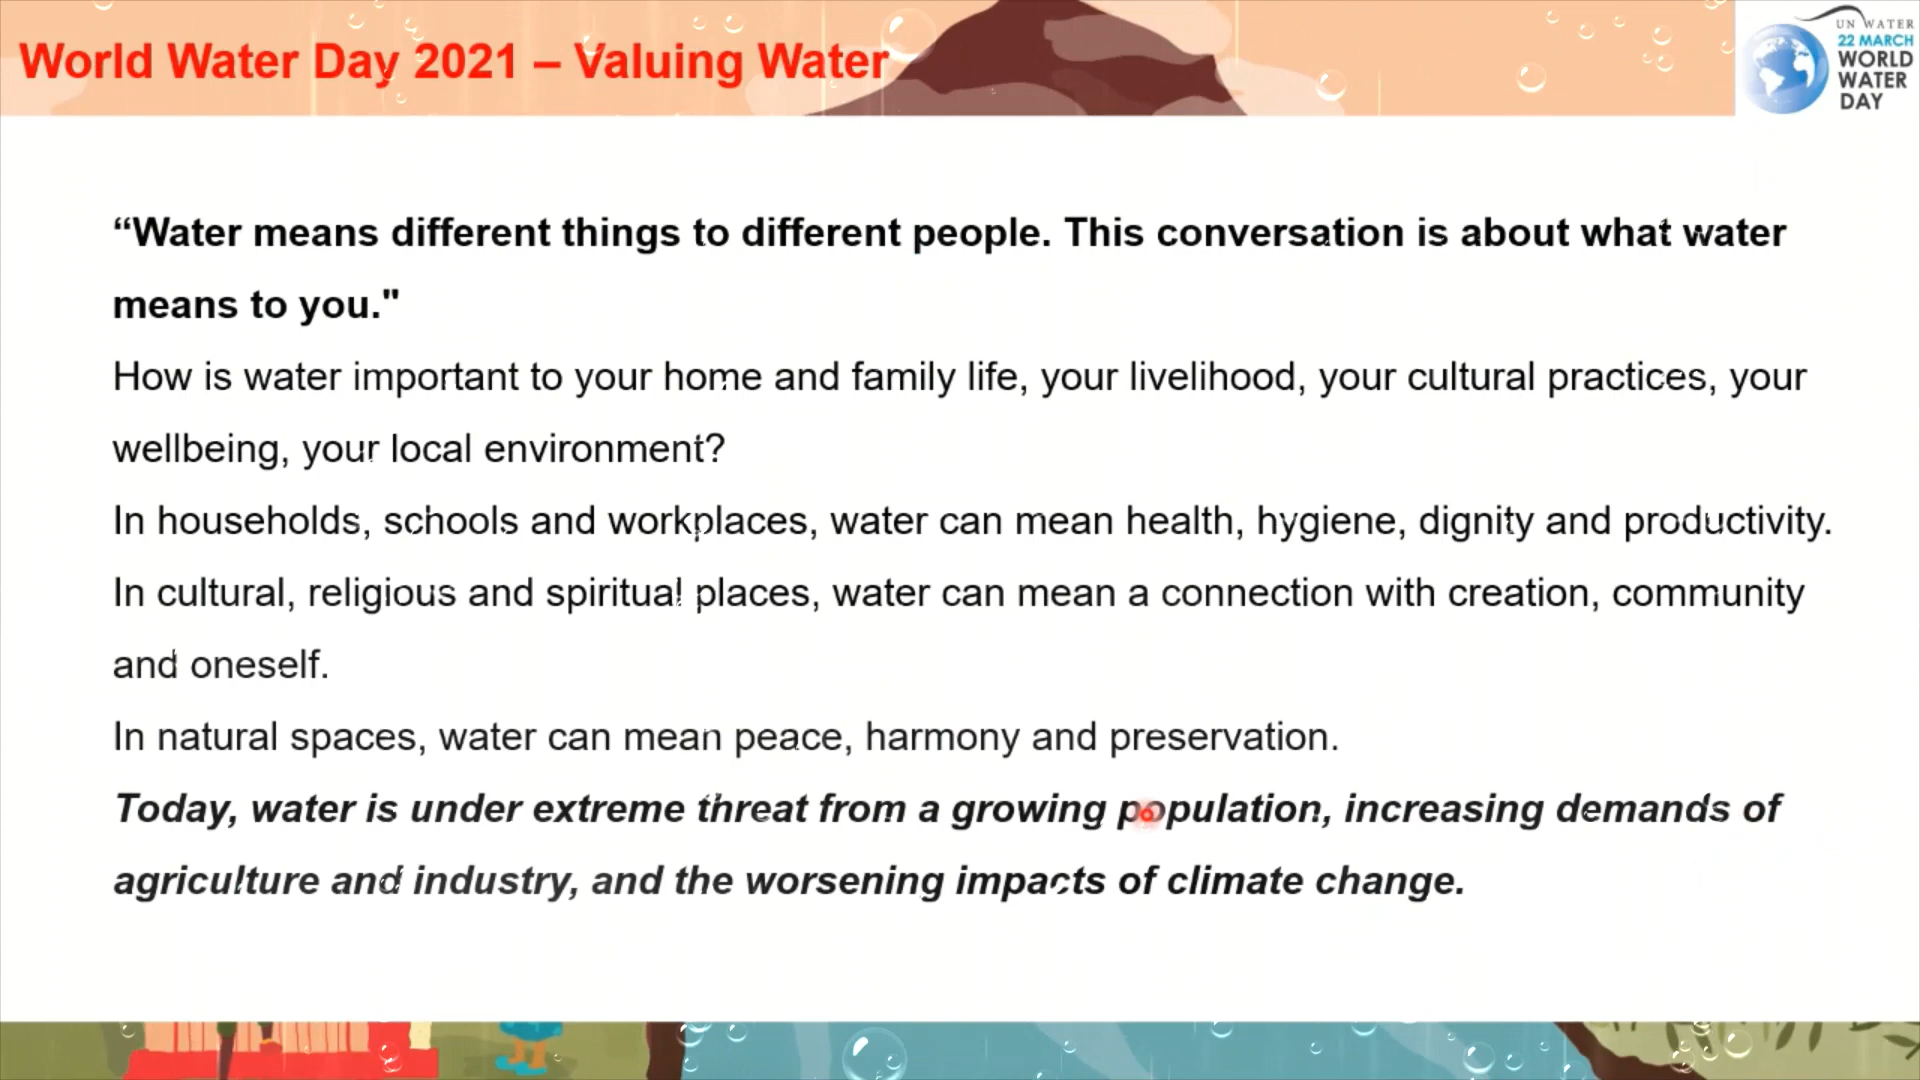 World Water Day 2021 – Valuing Water
UN WATER
22 MARCH
WORLD
WATER
DAY
“Water means different things to different people. This conversation is about what water
means to you."
How is water important to your home and family life, your livelihood, your cultural practices, your
wellbeing, your local environment?
In households, schools and workplaces, water can mean health, hygiene, dignity and productivity.
In cultural, religious and spiritual places, water can mean a connection with creation, community
and oneself.
In natural spaces, water can mean peace, harmony and preservation.
Today, water is under extreme threat from a growing population, increasing demands of
agriculture and industry, and the worsening impacts of climate change.